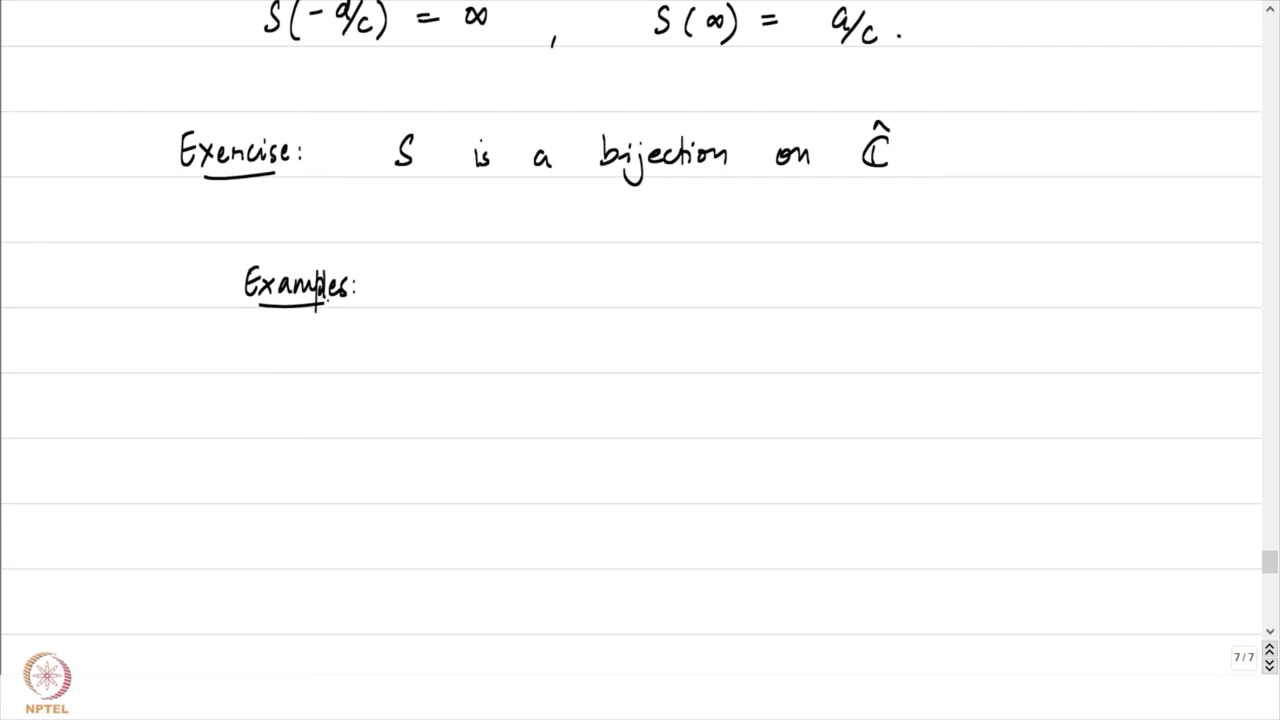 S(-d/c) = ∞ , S(∞) = a/c.
Exercise: S is a bijection on Ĉ
Examples:
7/7
NPTEL